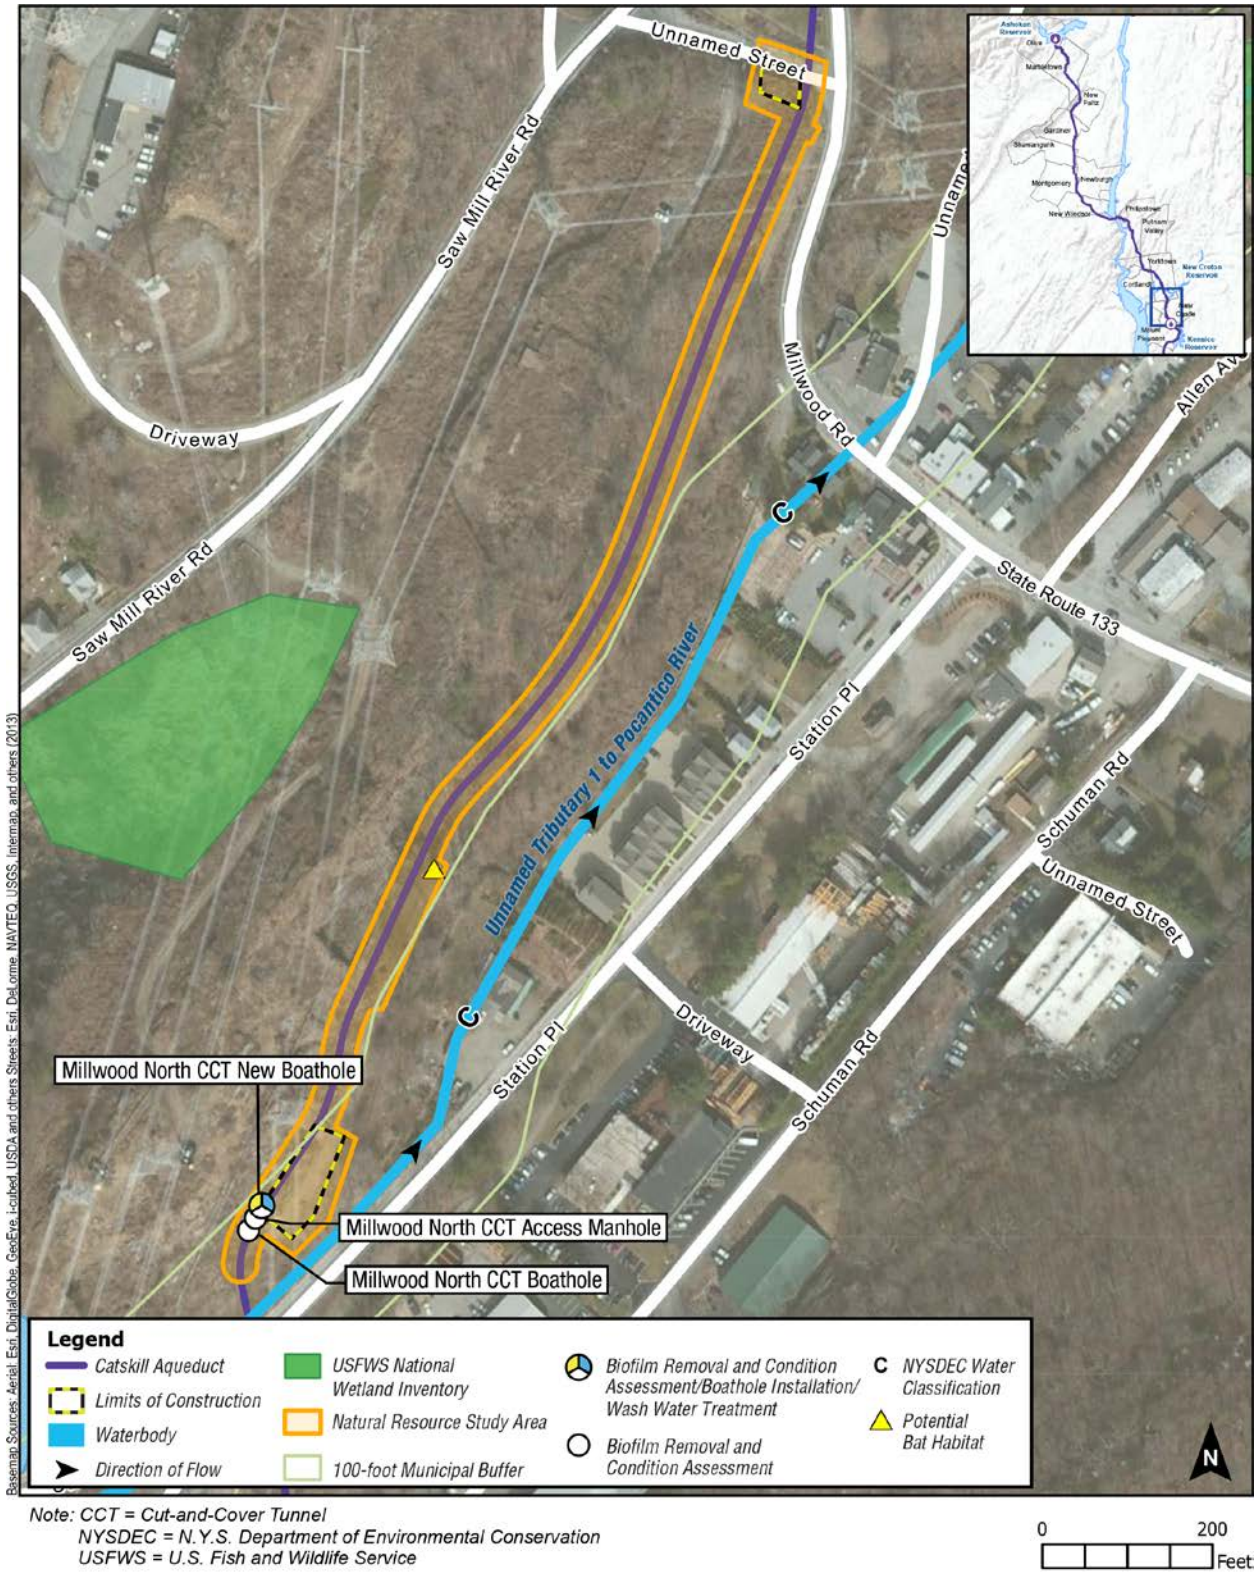 Unnamed Street
Saw Mill River Rd
Unnamed
Ashokan
Reservoir
Olive
Marbletown
New
Paltz
Gardiner
Shawangunk
Montgomery
Newburgh
New Windsor
Philipstown
Putnam
Valley
Yorktown
Cortlandt
New Croton
Reservoir
New
Castle
Mount
Pleasant
Kensico
Reservoir
Driveway
Millwood Rd
Allen Av
C
State Route 133
Saw Mill River Rd
Unnamed Tributary 1 to Pocantico River
Station Pl
Schuman Rd
Unnamed Street
C
Station Pl
Driveway
Schuman Rd
Millwood North CCT New Boathole
Millwood North CCT Access Manhole
Millwood North CCT Boathole
Basemap Sources: Aerial: Esri, DigitalGlobe, GeoEye, i-cubed, USDA and others Streets: Esri, DeLorme, NAVTEQ, USGS, Intermap, and others (2013)
Legend
Catskill Aqueduct
Limits of Construction
Waterbody
Direction of Flow
USFWS National
Wetland Inventory
Natural Resource Study Area
100-foot Municipal Buffer
Biofilm Removal and Condition
Assessment/Boathole Installation/
Wash Water Treatment
Biofilm Removal and
Condition Assessment
C NYSDEC Water
Classification
Potential
Bat Habitat
N
Note: CCT = Cut-and-Cover Tunnel
NYSDEC = N.Y.S. Department of Environmental Conservation
USFWS = U.S. Fish and Wildlife Service
0 200
Feet